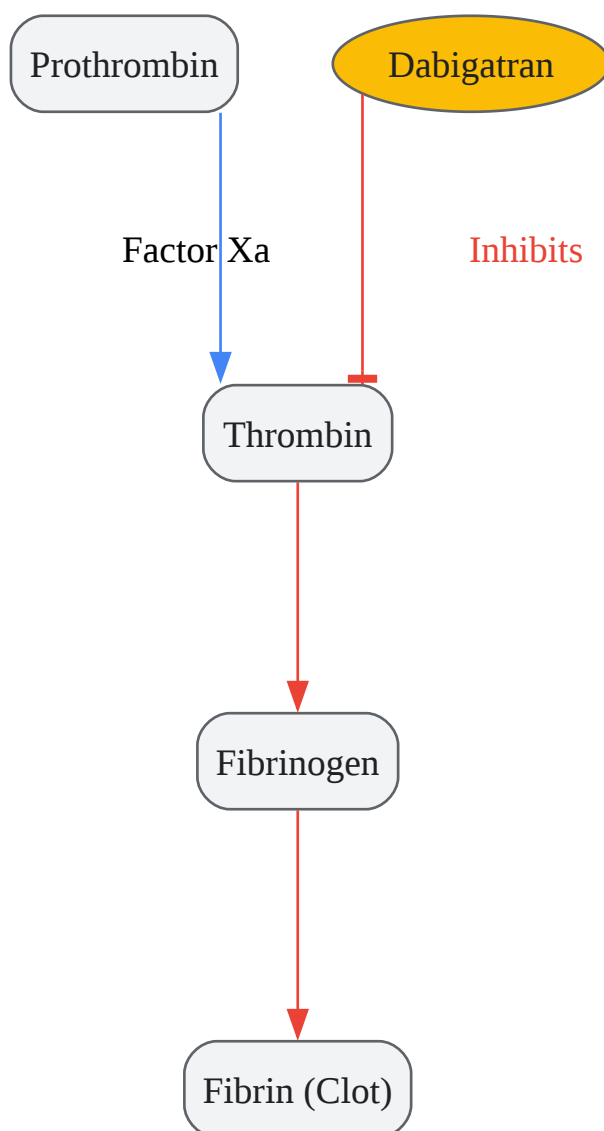 Prothrombin
Dabigatran
Factor Xa
Inhibits
Thrombin
Fibrinogen
Fibrin (Clot)